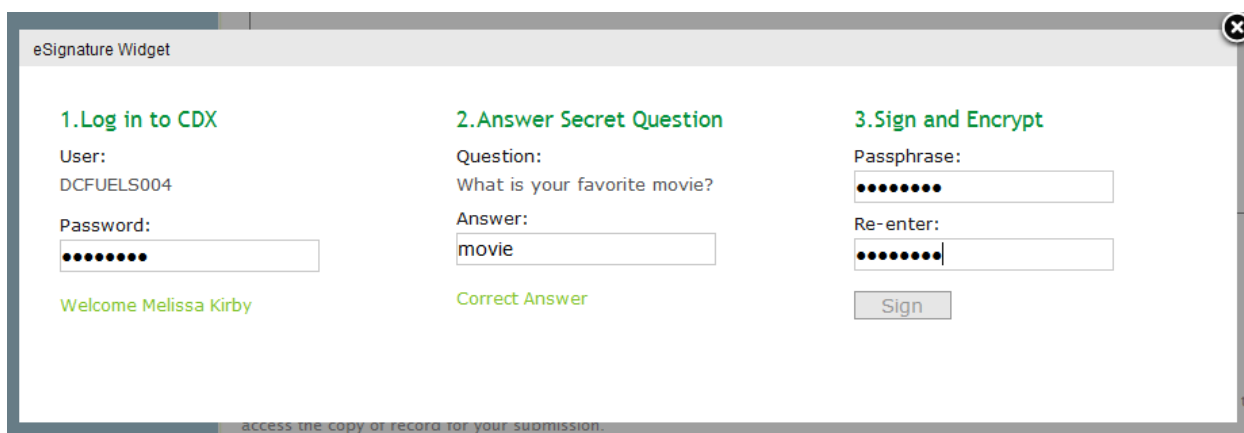 eSignature Widget
1.Log in to CDX
User:
DCFUELS004
Password:
••••••••
Welcome Melissa Kirby
2.Answer Secret Question
Question:
What is your favorite movie?
Answer:
movie
Correct Answer
3.Sign and Encrypt
Passphrase:
••••••••
Re-enter:
••••••••
Sign
access the copy of record for your submission.